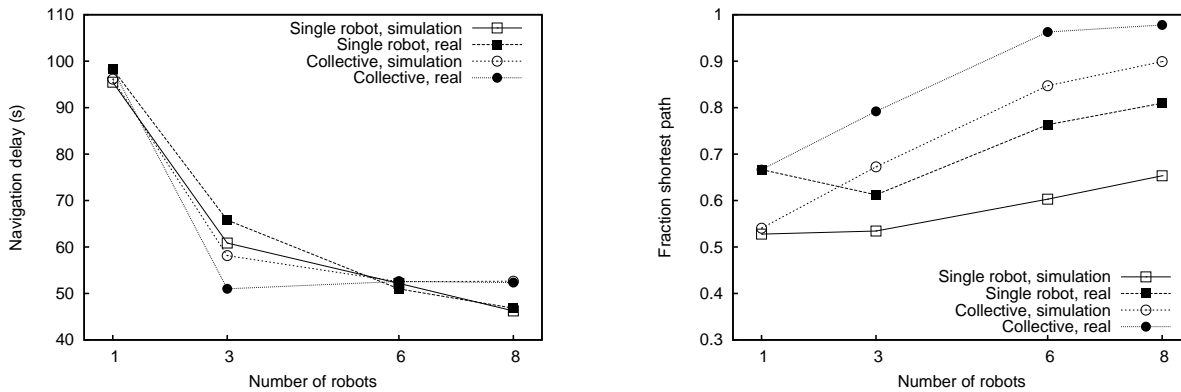 110
100
90
80
70
60
50
40
1
3
6
8
Navigation delay (s)
Number of robots
Single robot, simulation
Single robot, real
Collective, simulation
Collective, real
1
0.9
0.8
0.7
0.6
0.5
0.4
0.3
1
3
6
8
Fraction shortest path
Number of robots
Single robot, simulation
Single robot, real
Collective, simulation
Collective, real